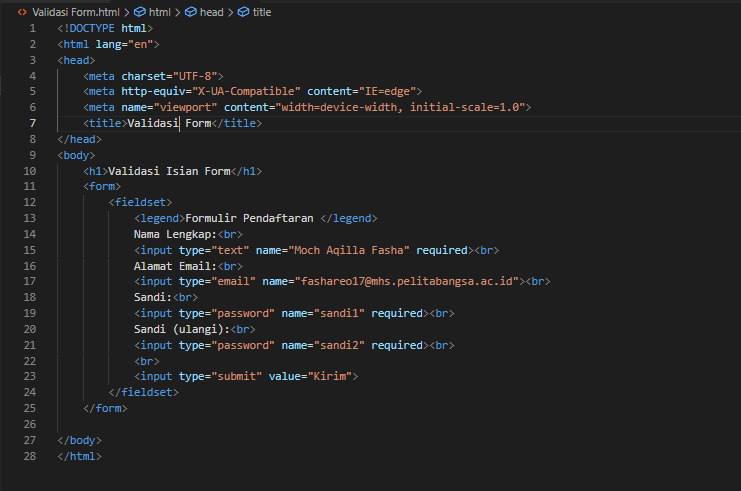 Validasi Form.html > html > head > title
1 <!DOCTYPE html>
2 <html lang="en">
3 <head>
4 <meta charset="UTF-8">
5 <meta http-equiv="X-UA-Compatible" content="IE=edge">
6 <meta name="viewport" content="width=device-width, initial-scale=1.0">
7 <title>Validasi Form</title>
8 </head>
9 <body>
10 <h1>Validasi Isian Form</h1>
11 <form>
12 <fieldset>
13 <legend>Formulir Pendaftaran </legend>
14 Nama Lengkap:<br>
15 <input type="text" name="Moch Aqilla Fasha" required><br>
16 Alamat Email:<br>
17 <input type="email" name="fashareo17@mhs.pelitabangsa.ac.id"><br>
18 Sandi:<br>
19 <input type="password" name="sandi1" required><br>
20 Sandi (ulangi):<br>
21 <input type="password" name="sandi2" required><br>
22 <br>
23 <input type="submit" value="Kirim">
24 </fieldset>
25 </form>
26
27 </body>
28 </html>